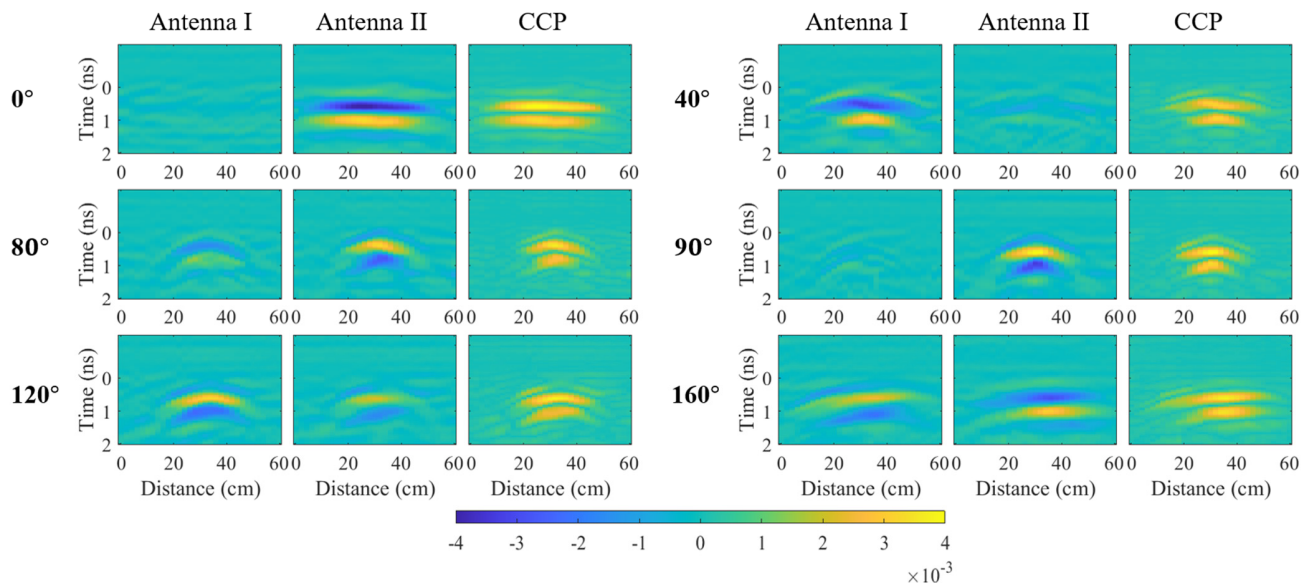 Antenna I Antenna II CCP Antenna I Antenna II CCP
0° Time (ns) 0 1 2 40° Time (ns) 0 1 2
0 20 40 60 0 20 40 60 0 20 40 60 0 20 40 60 0 20 40 60 0 20 40 60
80° Time (ns) 0 1 2 90° Time (ns) 0 1 2
0 20 40 60 0 20 40 60 0 20 40 60 0 20 40 60 0 20 40 60 0 20 40 60
120° Time (ns) 0 1 2 160° Time (ns) 0 1 2
0 20 40 60 0 20 40 60 0 20 40 60 0 20 40 60 0 20 40 60 0 20 40 60
Distance (cm) Distance (cm) Distance (cm) Distance (cm) Distance (cm) Distance (cm)
-4 -3 -2 -1 0 1 2 3 4
×10⁻³